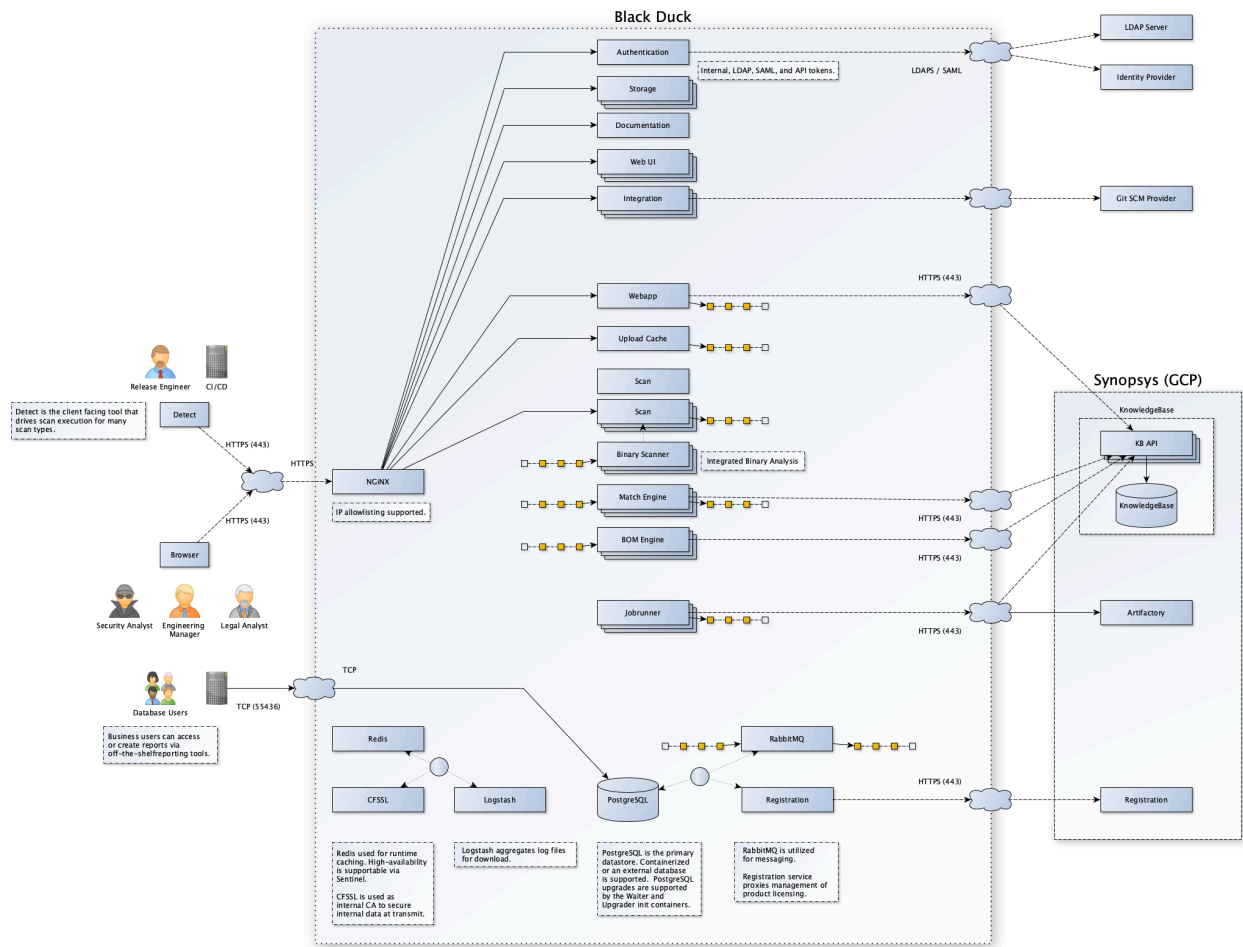 Black Duck
Authentication
Internal, LDAP, SAML, and API tokens.
LDAPS / SAML
LDAP Server
Identity Provider
Storage
Documentation
Web UI
Integration
Git SCM Provider
HTTPS (443)
Webapp
Upload Cache
Scan
Scan
Binary Scanner
Integrated Binary Analysis
Match Engine
HTTPS (443)
BOM Engine
HTTPS (443)
Jobrunner
HTTPS (443)
Release Engineer
CI/CD
Detect is the client facing tool that
drives scan execution for many
scan types.
Detect
HTTPS (443)
HTTPS
NGiNX
IP allowlisting supported.
HTTPS (443)
Browser
Security Analyst
Engineering
Manager
Legal Analyst
Synopsys (GCP)
KnowledgeBase
KB API
KnowledgeBase
Artifactory
Database Users
TCP (55436)
TCP
Business users can access
or create reports via
off-the-shelfreporting tools.
Redis
CFSSL
Logstash
PostgreSQL
RabbitMQ
Registration
HTTPS (443)
Registration
Redis used for runtime
caching. High-availability
is supportable via
Sentinel.
CFSSL is used as
internal CA to secure
internal data at transmit.
Logstash aggregates log files
for download.
PostgreSQL is the primary
datastore. Containerized
or an external database
is supported. PostgreSQL
upgrades are supported
by the Waiter and
Upgrader init containers.
RabbitMQ is utilized
for messaging.
Registration service
proxies management of
product licensing.